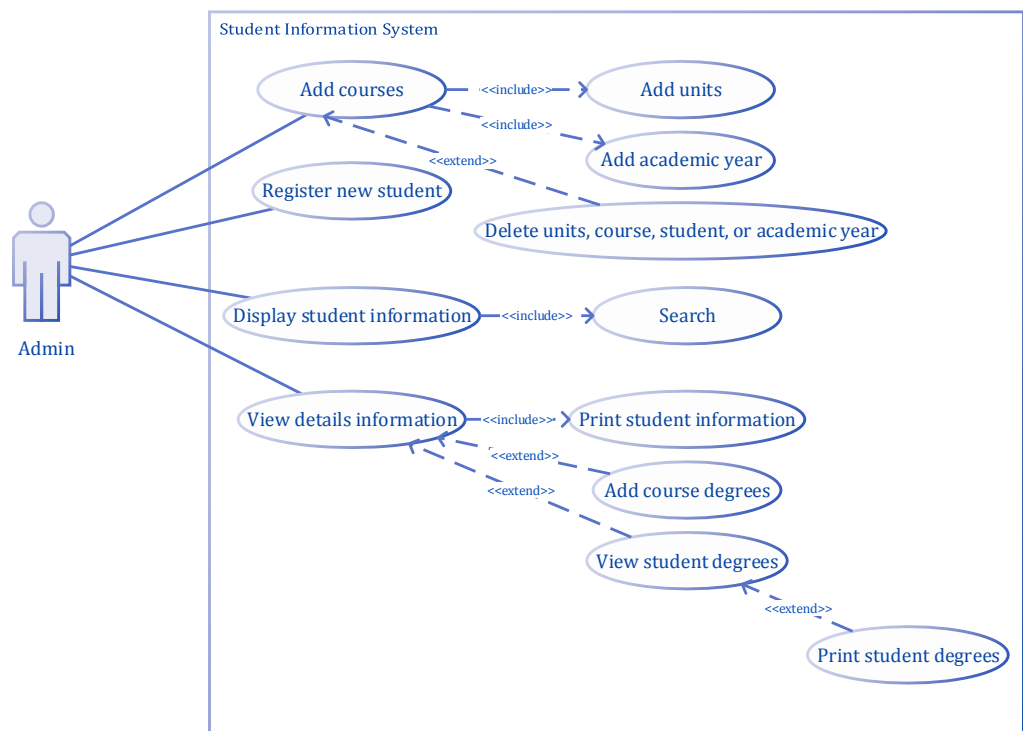 Student Information System
Add courses
<<include>>
Add units
<<include>>
Add academic year
<<extend>>
Register new student
Delete units, course, student, or academic year
Display student information
<<include>>
Search
Admin
View details information
<<include>>
Print student information
<<extend>>
Add course degrees
<<extend>>
View student degrees
<<extend>>
Print student degrees